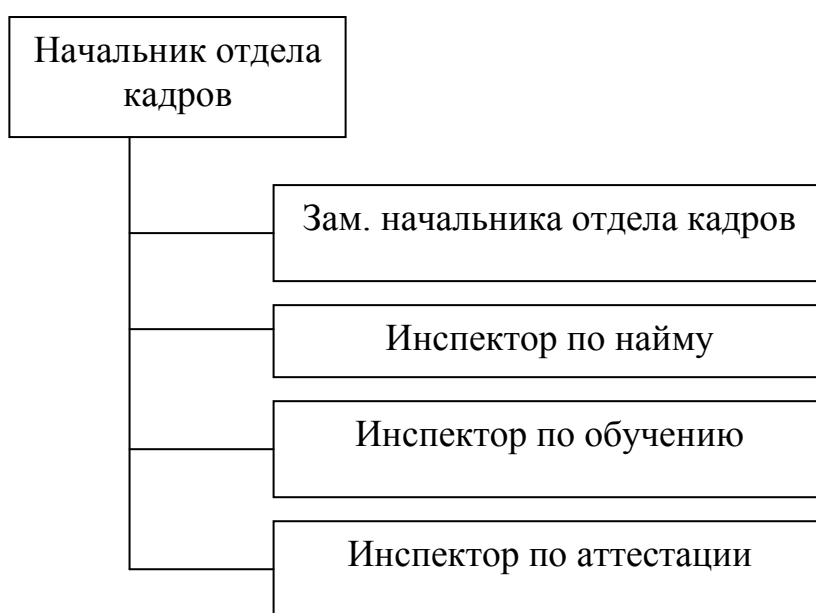 Начальник отдела
кадров
Зам. начальника отдела кадров
Инспектор по найму
Инспектор по обучению
Инспектор по аттестации